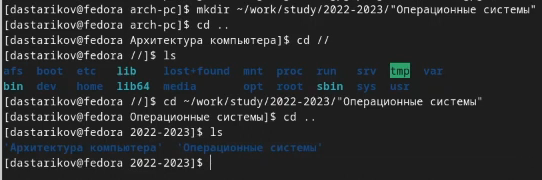 [dastarikov@fedora arch-pc]$ mkdir ~/work/study/2022-2023/"Операционные системы"
[dastarikov@fedora arch-pc]$ cd ..
[dastarikov@fedora Архитектура компьютера]$ cd //
[dastarikov@fedora //]$ ls
afs boot etc lib lost+found mnt proc run srv tmp var
bin dev home lib64 media opt root sbin sys usr
[dastarikov@fedora //]$ cd ~/work/study/2022-2023/"Операционные системы"
[dastarikov@fedora Операционные системы]$ cd ..
[dastarikov@fedora 2022-2023]$ ls
'Архитектура компьютера' 'Операционные системы'
[dastarikov@fedora 2022-2023]$